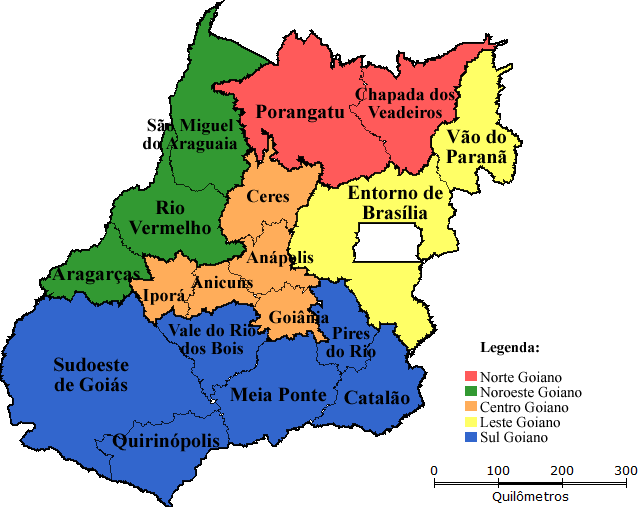 Porangatu
Chapada dos
Veadeiros
São Miguel
do Araguaia
Vão do
Paranã
Ceres
Entorno de
Brasília
Rio
Vermelho
Anápolis
Aragarças
Anicuns
Iporá
Goiânia
Vale do Rio
dos Bois
Pires
do Rio
Sudoeste
de Goiás
Meia Ponte
Catalão
Quirinópolis
Legenda:
Norte Goiano
Noroeste Goiano
Centro Goiano
Leste Goiano
Sul Goiano
0 100 200 300
Quilômetros